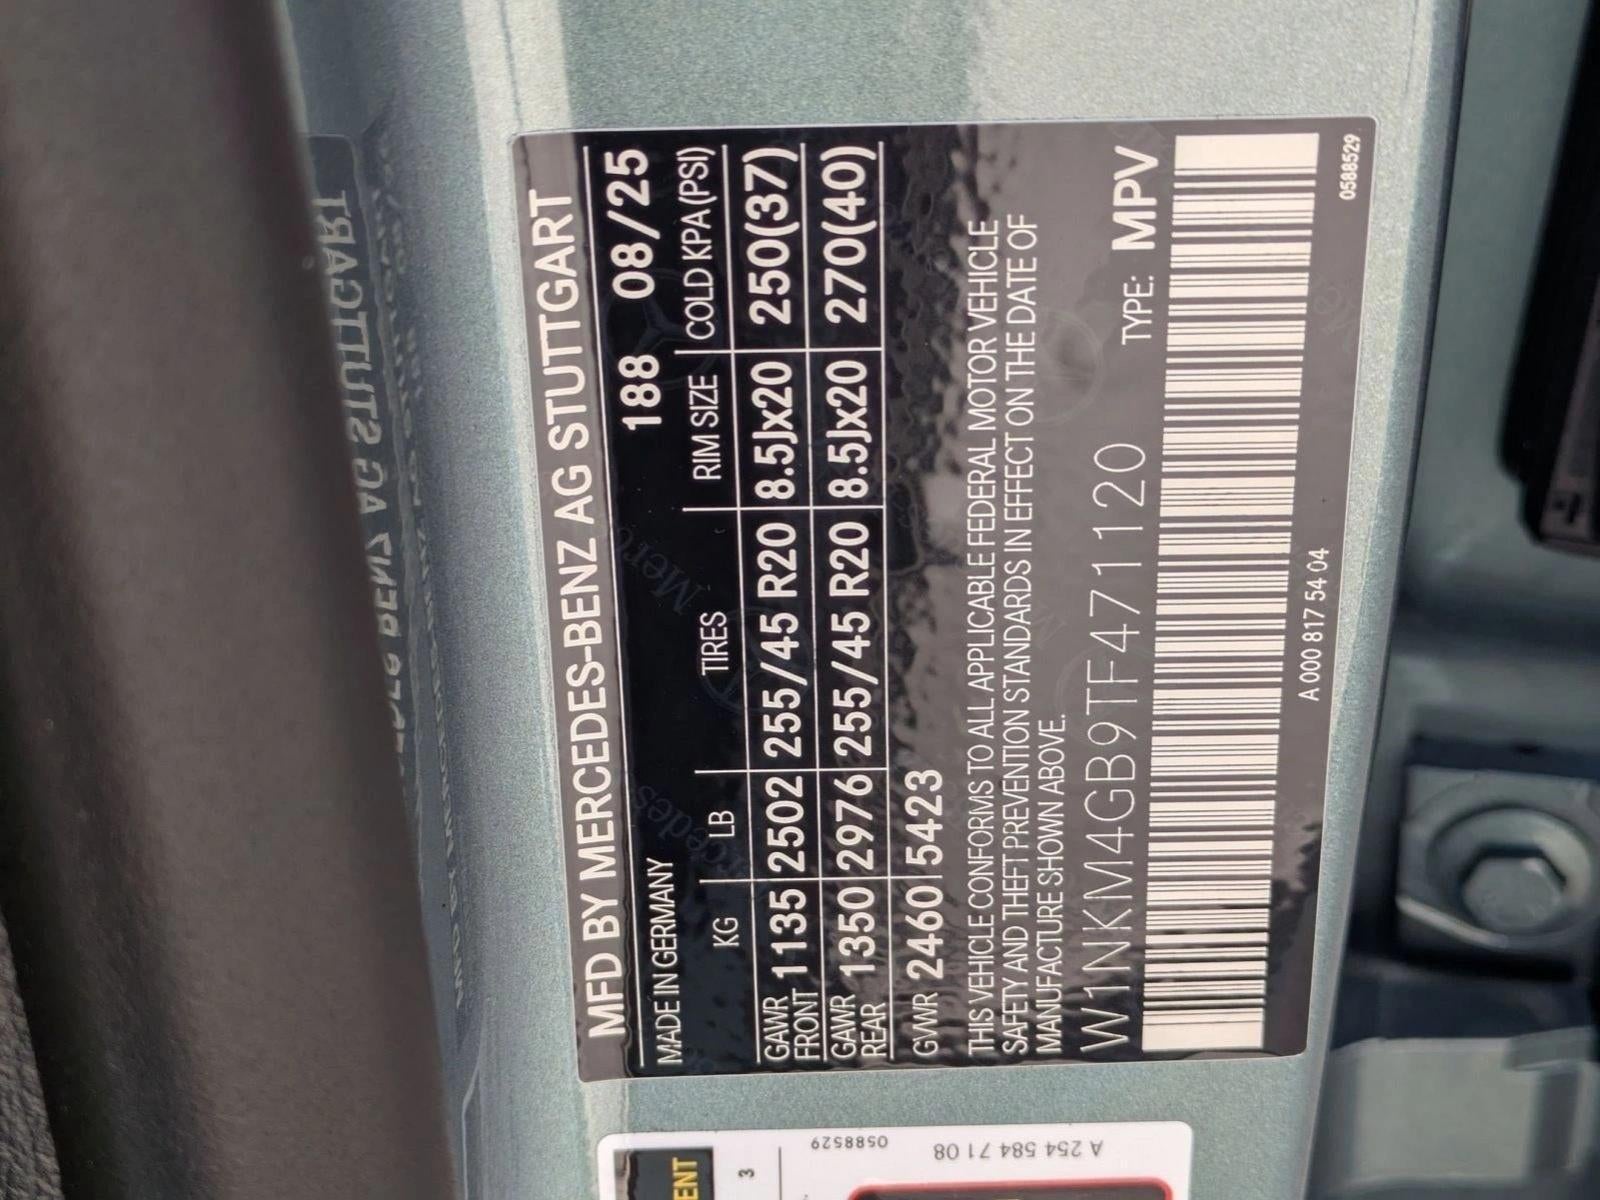 MFD BY MERCEDES-BENZ AG STUTTGART
MADE IN GERMANY 188 08/25
KG LB TIRES RIM SIZE COLD KPA (PSI)
GAWR FRONT 1135 2502 255/45 R20 8.5Jx20 250(37)
GAWR REAR 1350 2976 255/45 R20 8.5Jx20 270(40)
GVWR 2460 5423
THIS VEHICLE CONFORMS TO ALL APPLICABLE FEDERAL MOTOR VEHICLE
SAFETY AND THEFT PREVENTION STANDARDS IN EFFECT ON THE DATE OF
MANUFACTURE SHOWN ABOVE.
W1NKM4GB9TF471120 TYPE: MPV
A 000 817 54 04 0588529
ENT
3
0588529
A 254 584 71 08